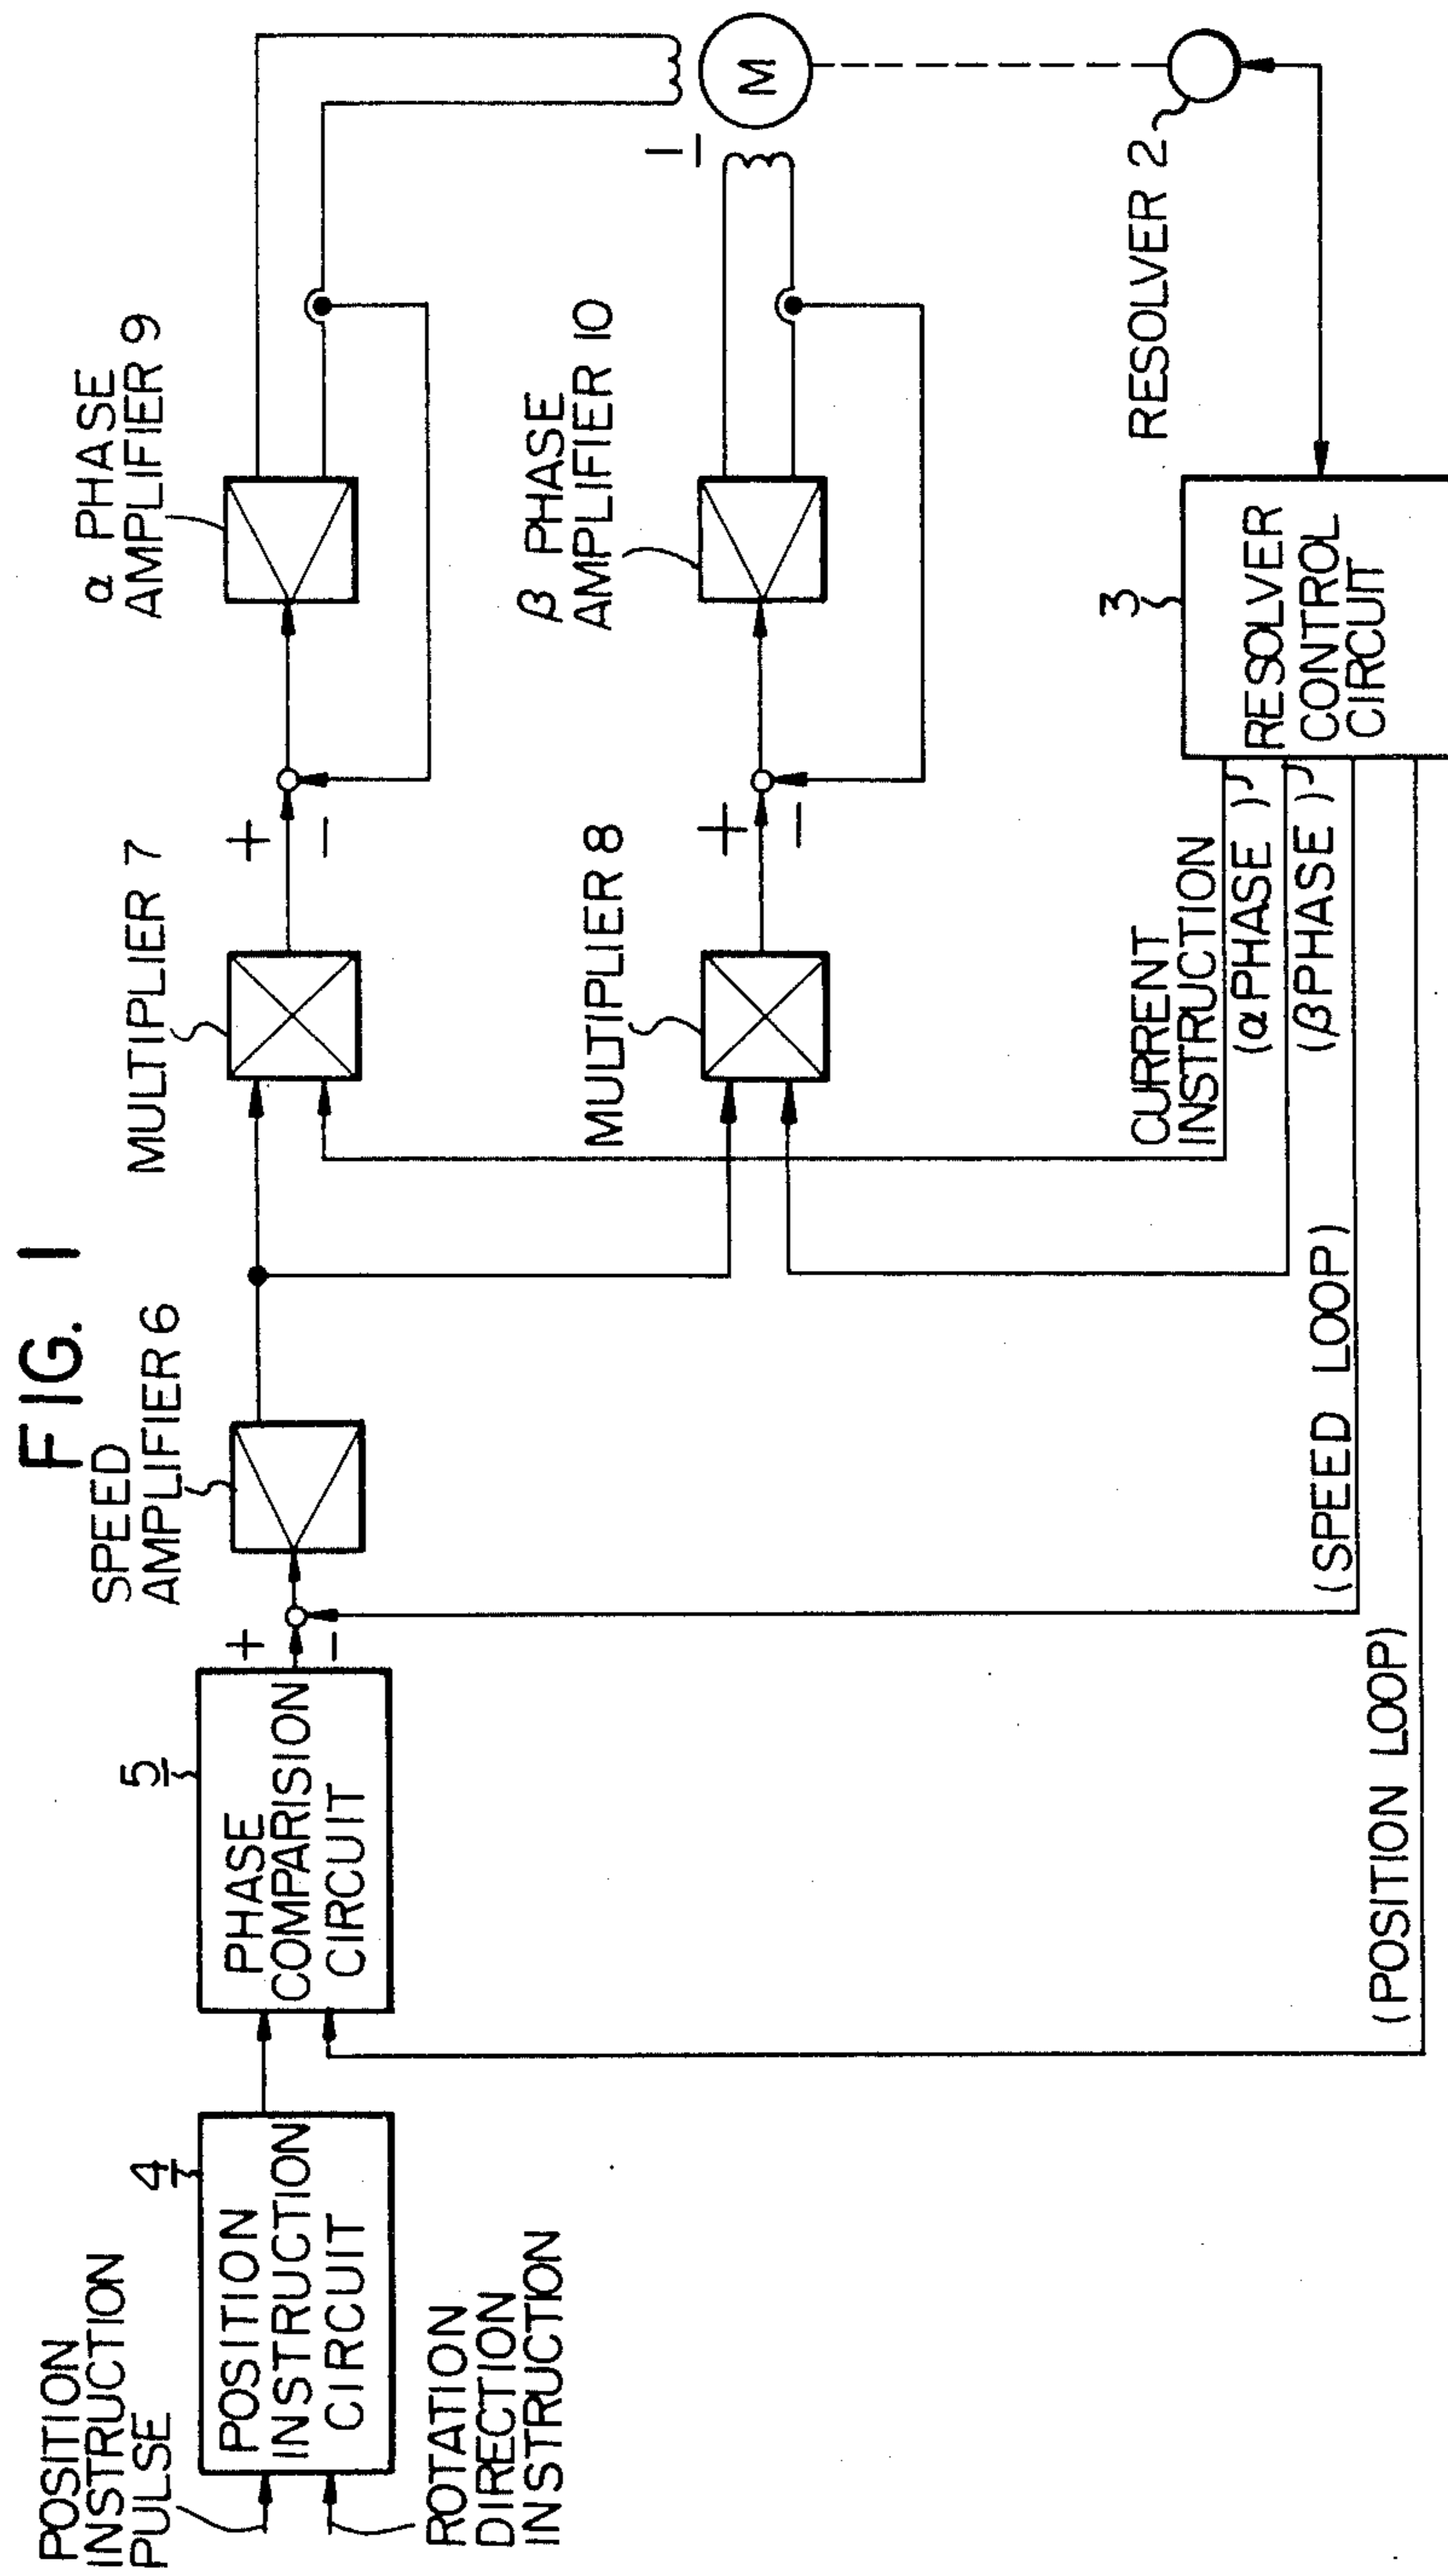 FIG. 1
POSITION
INSTRUCTION
PULSE
ROTATION
DIRECTION
INSTRUCTION
4
POSITION
INSTRUCTION
CIRCUIT
5
PHASE
COMPARISION
CIRCUIT
+
−
SPEED
AMPLIFIER 6
MULTIPLIER 7
+
−
α PHASE
AMPLIFIER 9
MULTIPLIER 8
+
−
β PHASE
AMPLIFIER 10
1
M
RESOLVER 2
3
RESOLVER
CONTROL
CIRCUIT
CURRENT
INSTRUCTION
(α PHASE )
(β PHASE )
(SPEED LOOP)
(POSITION LOOP)